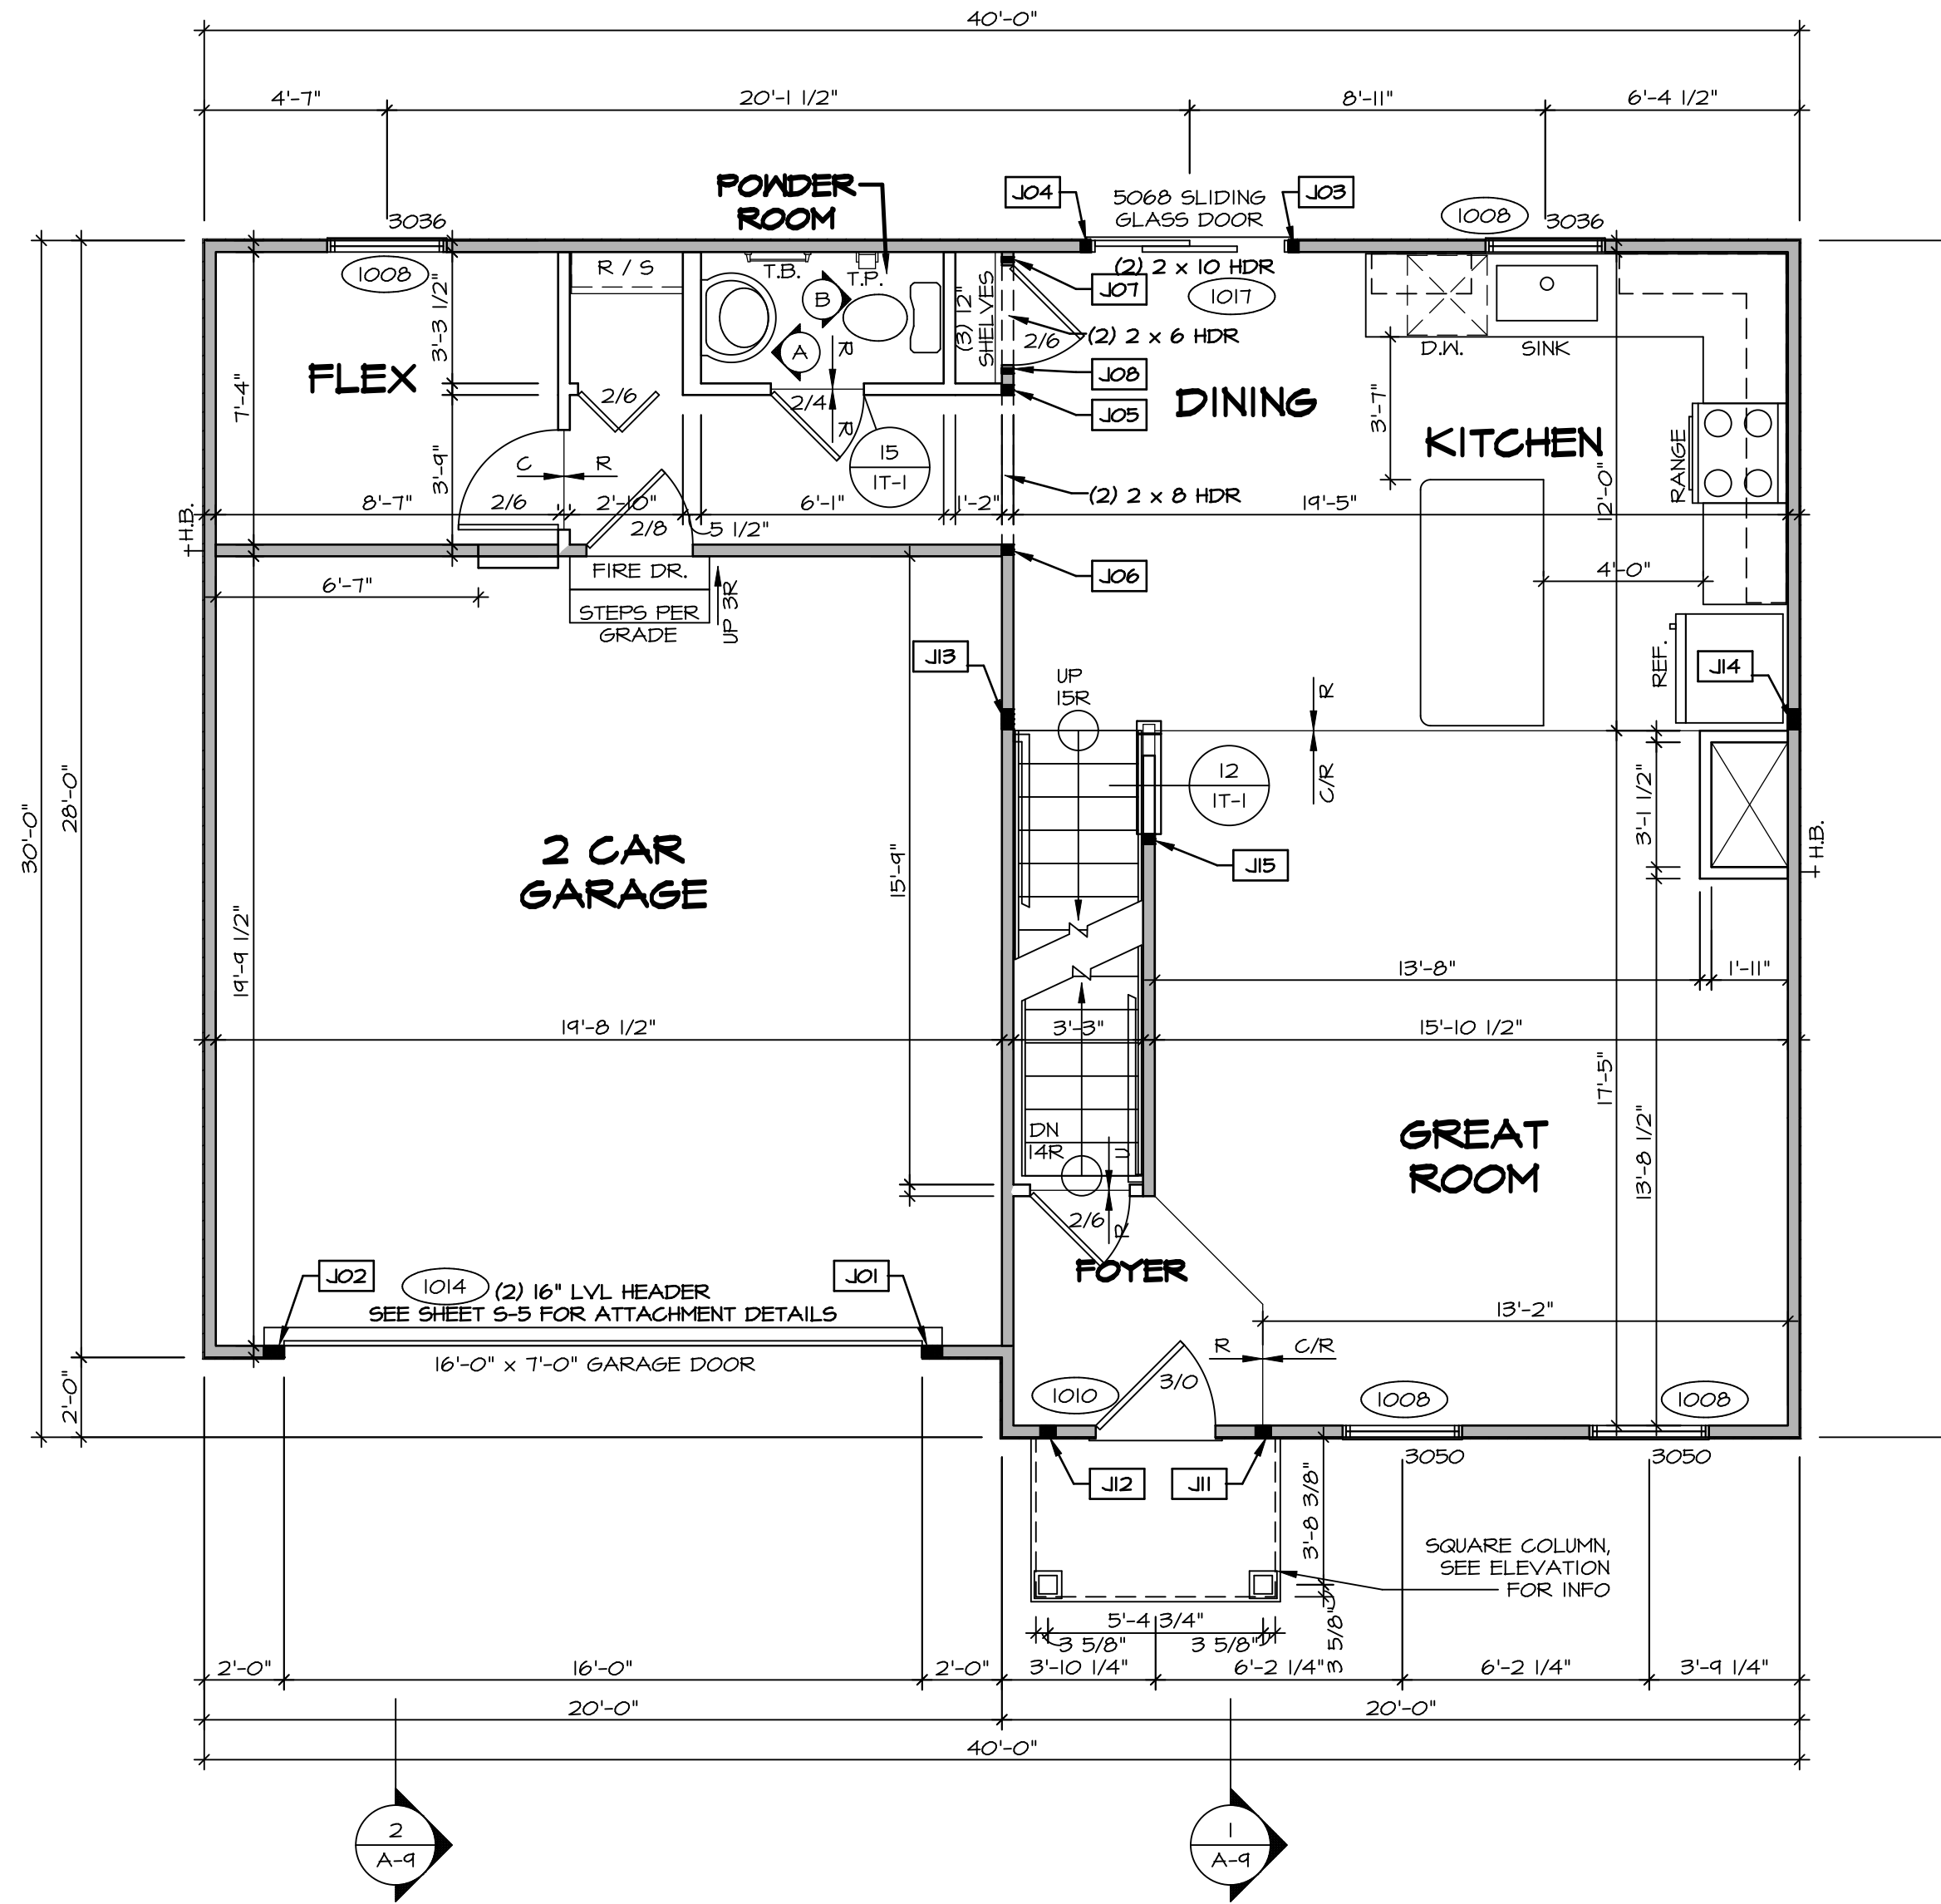 40'-0"
4'-7"
20'-1 1/2"
8'-11"
6'-4 1/2"
POWDER
ROOM
J04
5068 SLIDING
GLASS DOOR
J03
1008
3036
3036
1008
R / S
T.B.
T.P.
B
A
R
R
(3) 12"
SHELVES
(2) 2 x 10 HDR
J07
1017
(2) 2 x 6 HDR
2/6
D.W.
SINK
FLEX
7'-4"
3'-3 1/2"
3'-9"
2/6
2/4
J08
J05
DINING
3'-7"
KITCHEN
RANGE
12'-0"
15
1T-1
C
R
(2) 2 x 8 HDR
8'-7"
2/6
2'-10"
2/8
5 1/2"
6'-1"
1'-2"
19'-5"
H.B.
6'-7"
FIRE DR.
STEPS PER
GRADE
UP 3R
J06
4'-0"
J13
UP
15R
REF.
J14
R
C/R
12
1T-1
3'-1 1/2"
H.B.
30'-0"
28'-0"
2 CAR
GARAGE
15'-9"
J15
19'-9 1/2"
13'-8"
1'-11"
19'-8 1/2"
3'-3"
15'-10 1/2"
17'-5"
13'-8 1/2"
DN
14R
U
R
2/6
GREAT
ROOM
FOYER
J02
1014
(2) 16" LVL HEADER
J01
SEE SHEET S-5 FOR ATTACHMENT DETAILS
13'-2"
16'-0" x 7'-0" GARAGE DOOR
R
C/R
2'-0"
1010
3/0
1008
1008
3050
3050
J12
J11
3'-8 3/8"
SQUARE COLUMN,
SEE ELEVATION
FOR INFO
5'-4 3/4"
3 5/8"
3 5/8"
3 5/8"
2'-0"
16'-0"
2'-0"
3'-10 1/4"
6'-2 1/4"
6'-2 1/4"
3'-9 1/4"
20'-0"
20'-0"
40'-0"
2
A-9
1
A-9